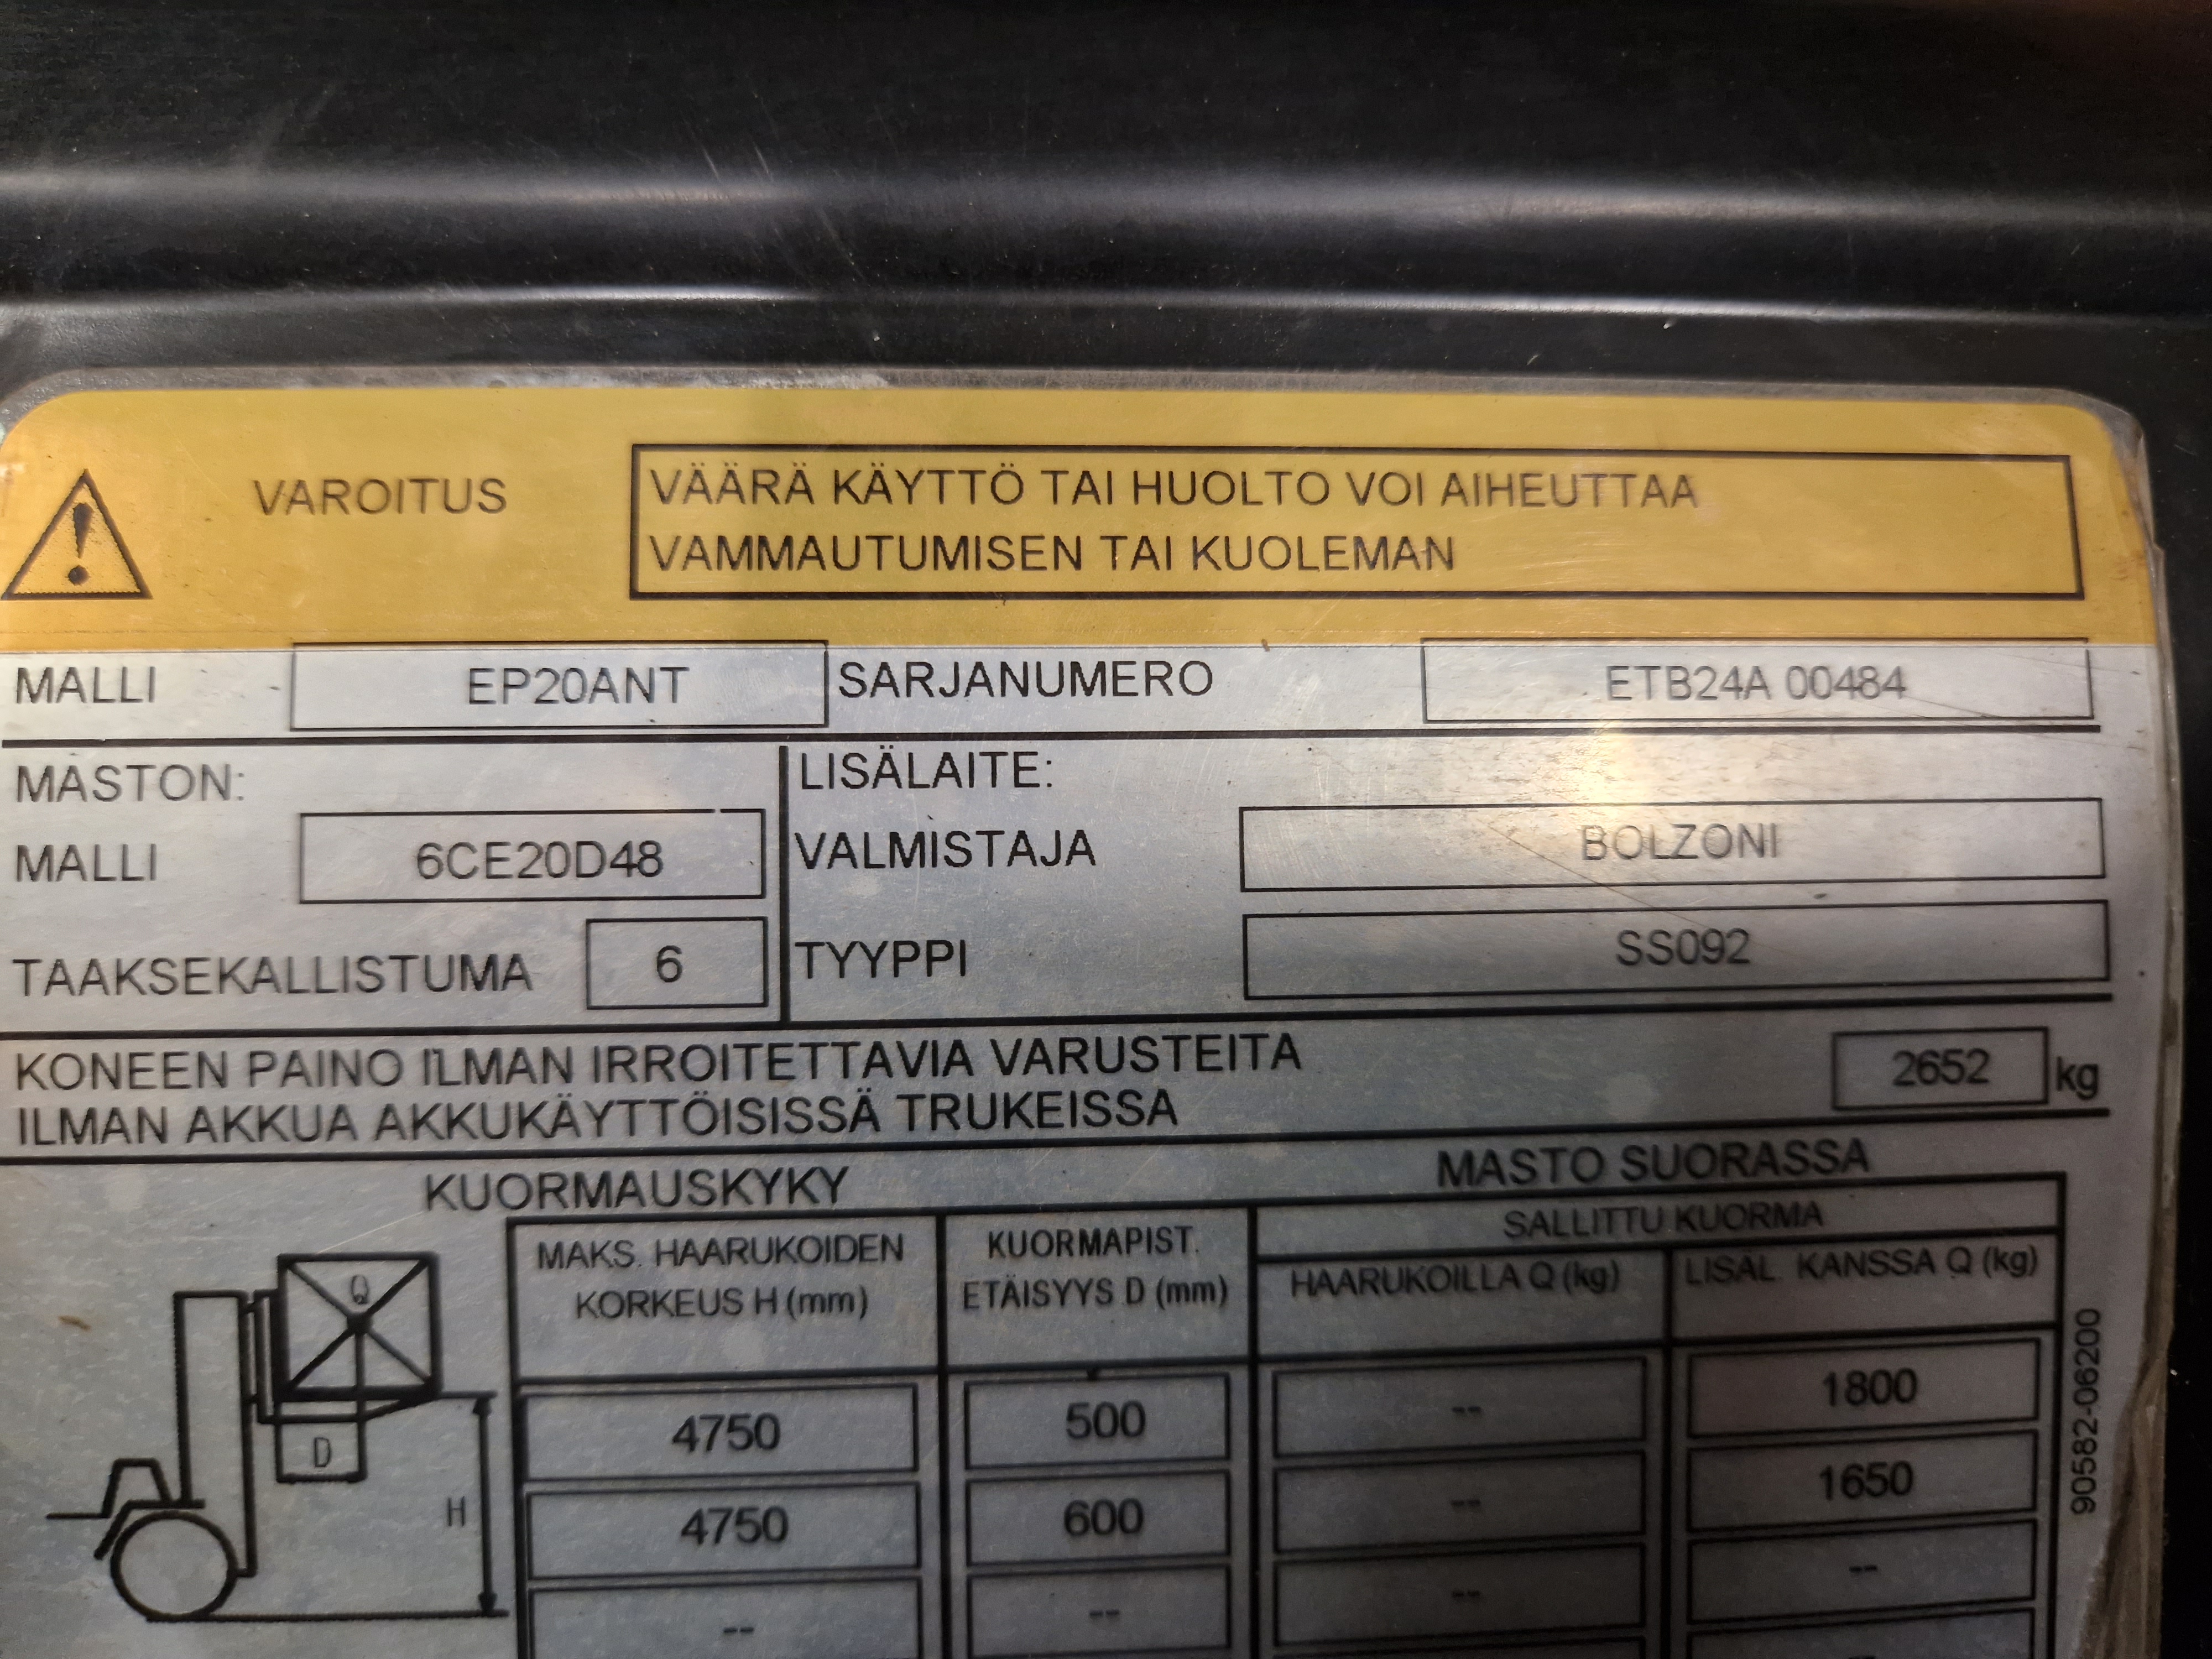 VAROITUS
VÄÄRÄ KÄYTTÖ TAI HUOLTO VOI AIHEUTTAA
VAMMAUTUMISEN TAI KUOLEMAN
MALLI EP20ANT SARJANUMERO ETB24A 00484
MASTON:
MALLI 6CE20D48
TAAKSEKALLISTUMA 6
LISÄLAITE:
VALMISTAJA BOLZONI
TYYPPI SS092
KONEEN PAINO ILMAN IRROITETTAVIA VARUSTEITA
ILMAN AKKUA AKKUKÄYTTÖISISSÄ TRUKEISSA
2652 kg
KUORMAUSKYKY
MASTO SUORASSA
MAKS. HAARUKOIDEN
KORKEUS H (mm)
KUORMAPIST.
ETÄISYYS D (mm)
SALLITTU KUORMA
HAARUKOILLA Q (kg) LISÄL. KANSSA Q (kg)
4750 500 -- 1800
4750 600 -- 1650
-- -- -- --
--
Q
D
H
90582-06200